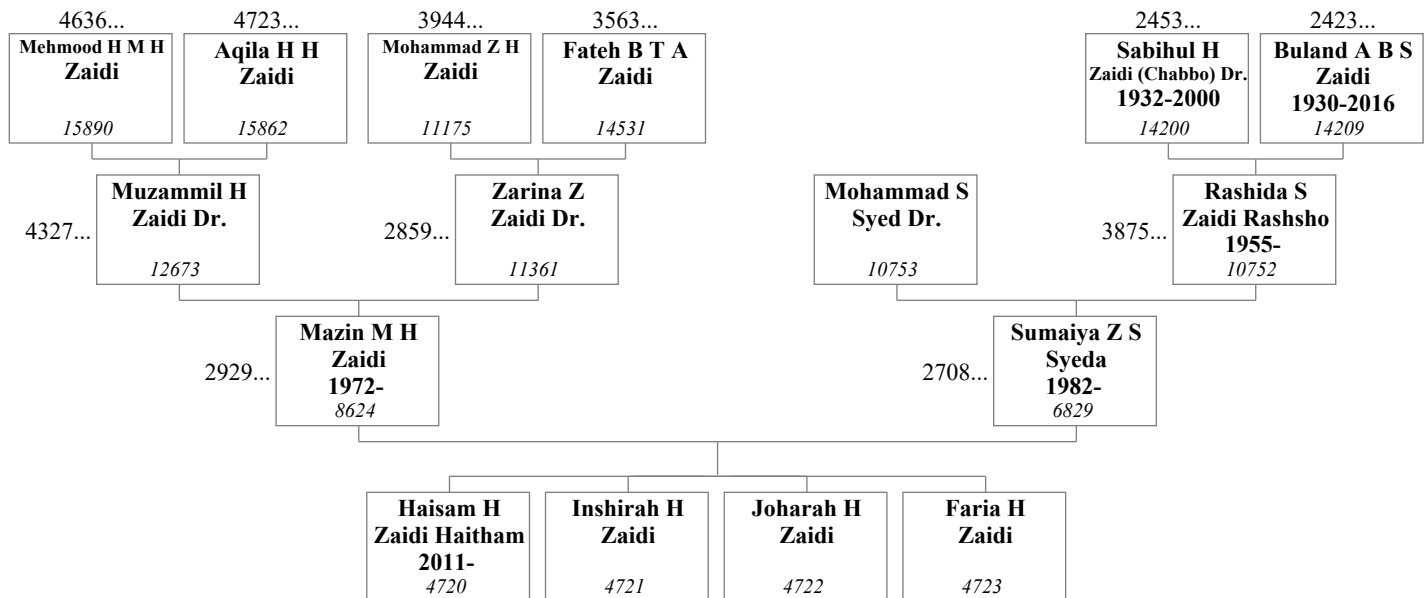 4636...
4723...
3944...
3563...
2453...
2423...
Mehmood H M H
Zaidi
15890
Aqila H H
Zaidi
15862
Mohammad Z H
Zaidi
11175
Fateh B T A
Zaidi
14531
Sabihul H
Zaidi (Chabbo) Dr.
1932-2000
14200
Buland A B S
Zaidi
1930-2016
14209
4327...
Muzammil H
Zaidi Dr.
12673
2859...
Zarina Z
Zaidi Dr.
11361
Mohammad S
Syed Dr.
10753
3875...
Rashida S
Zaidi Rashsho
1955-
10752
2929...
Mazin M H
Zaidi
1972-
8624
2708...
Sumaiya Z S
Syeda
1982-
6829
Haisam H
Zaidi Haitham
2011-
4720
Inshirah H
Zaidi
4721
Joharah H
Zaidi
4722
Faria H
Zaidi
4723